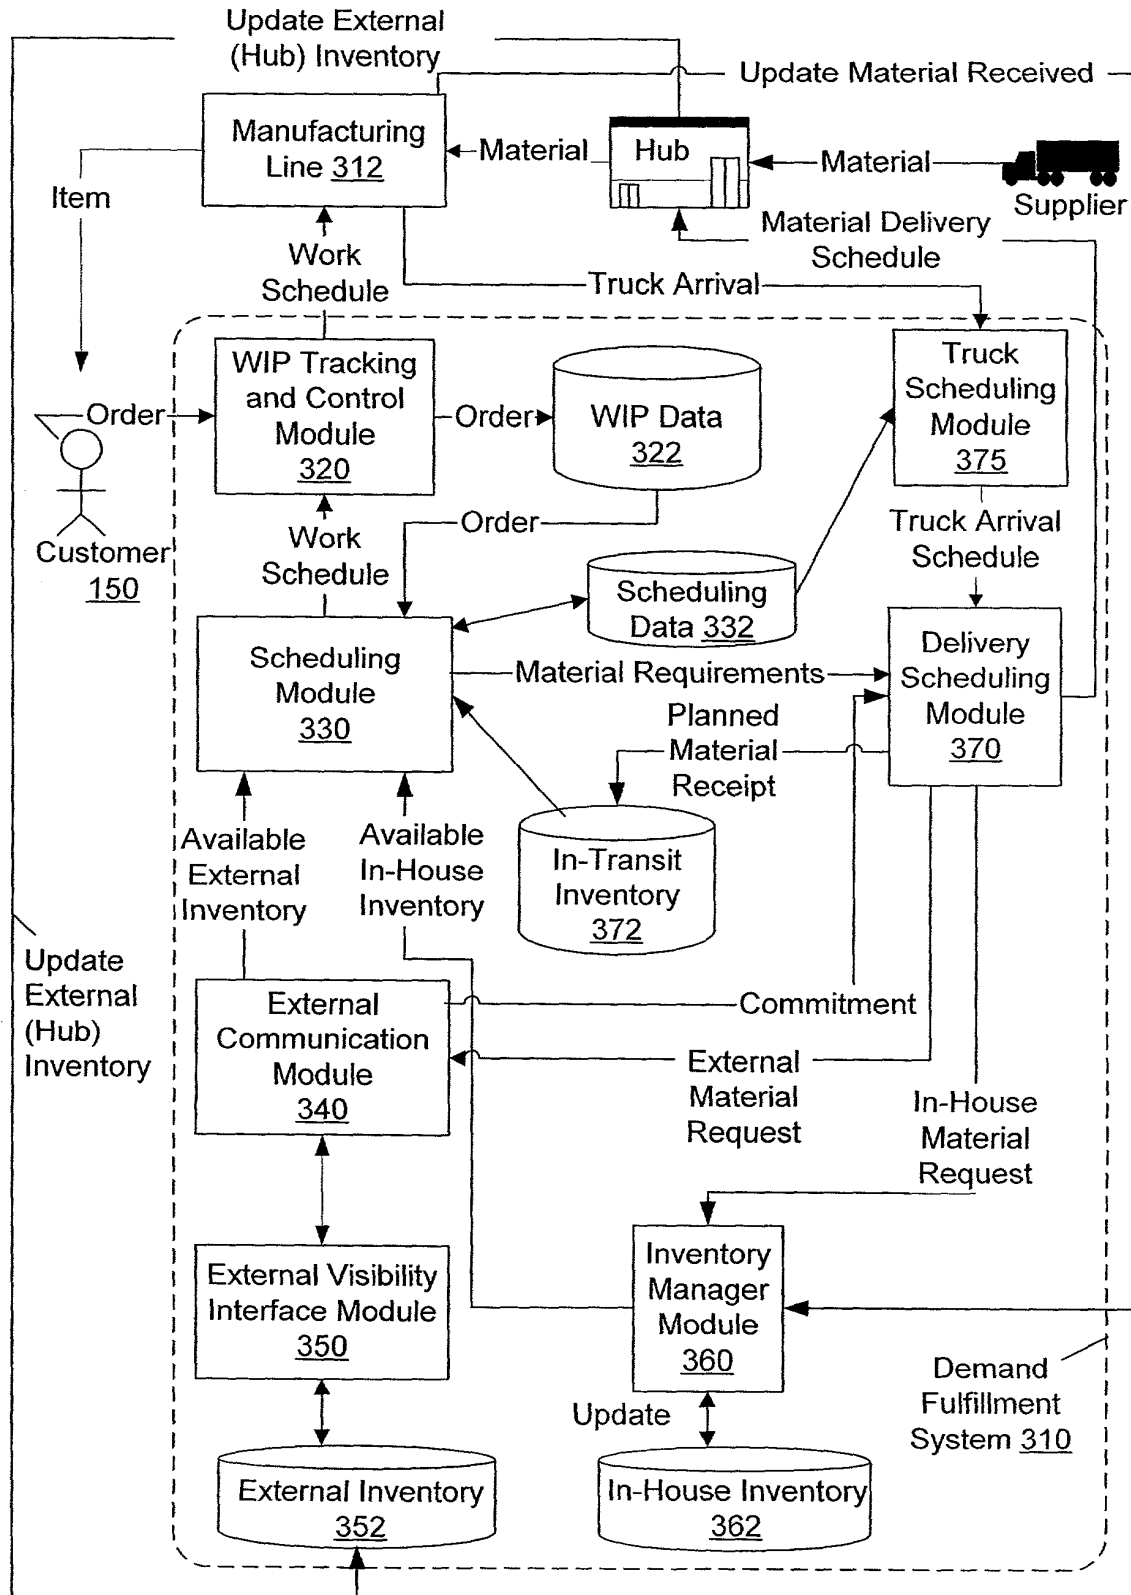 Update External
(Hub) Inventory
Update Material Received
Manufacturing
Line 312
Material
Hub
Material
Supplier
Item
Material Delivery
Schedule
Work
Schedule
Truck Arrival
WIP Tracking
and Control
Module
320
Order
Order
WIP Data
322
Truck
Scheduling
Module
375
Customer
150
Work
Schedule
Order
Truck Arrival
Schedule
Scheduling
Data 332
Scheduling
Module
330
Material Requirements
Delivery
Scheduling
Module
370
Planned
Material
Receipt
Available
External
Inventory
Available
In-House
Inventory
In-Transit
Inventory
372
Update
External
(Hub)
Inventory
External
Communication
Module
340
Commitment
External
Material
Request
In-House
Material
Request
External Visibility
Interface Module
350
Inventory
Manager
Module
360
Update
Demand
Fulfillment
System 310
External Inventory
352
In-House Inventory
362